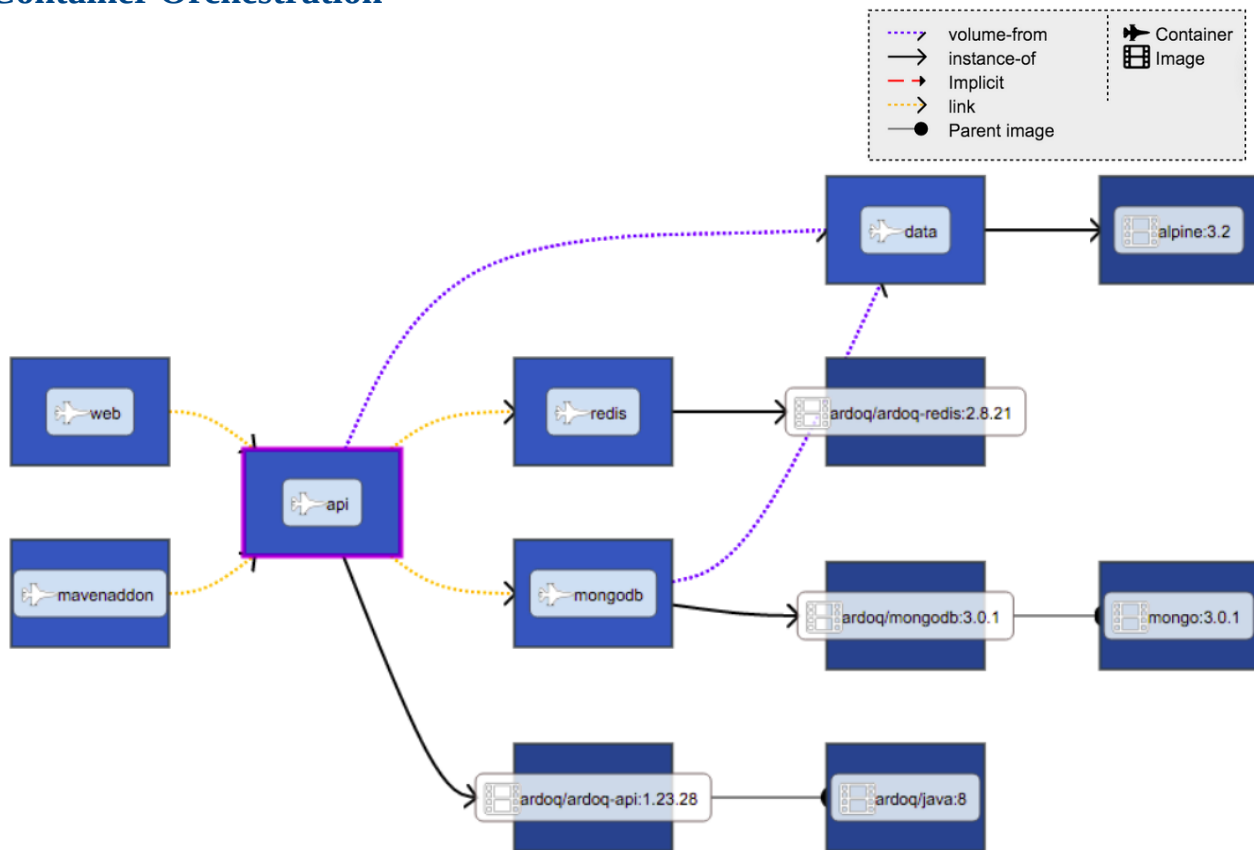 Container Orchestration
volume-from
instance-of
Implicit
link
Parent image
Container
Image
data
alpine:3.2
web
redis
ardoq/ardoq-redis:2.8.21
api
mavenaddon
mongodb
ardoq/mongodb:3.0.1
mongo:3.0.1
ardoq/ardoq-api:1.23.28
ardoq/java:8